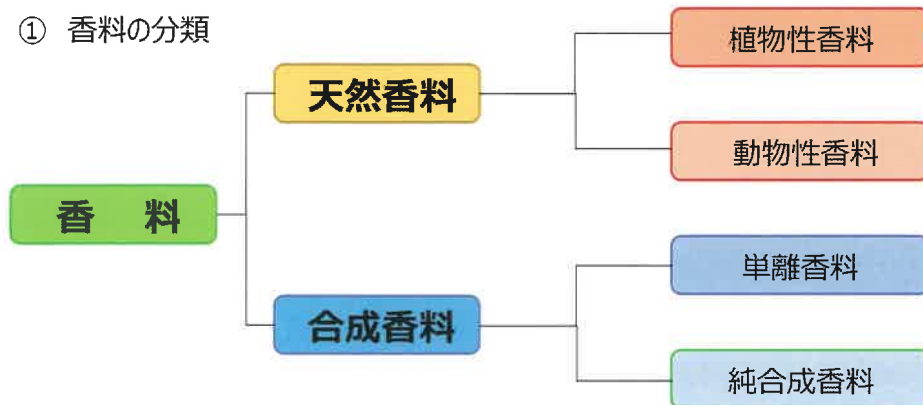 ① 香料の分類
植物性香料
天然香料
動物性香料
香 料
単離香料
合成香料
純合成香料